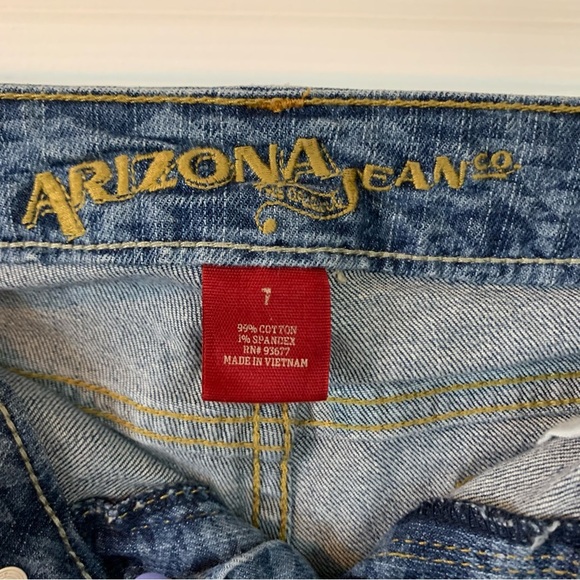 ARIZONA JEAN CO.
7
99% COTTON
1% SPANDEX
RN# 93677
MADE IN VIETNAM